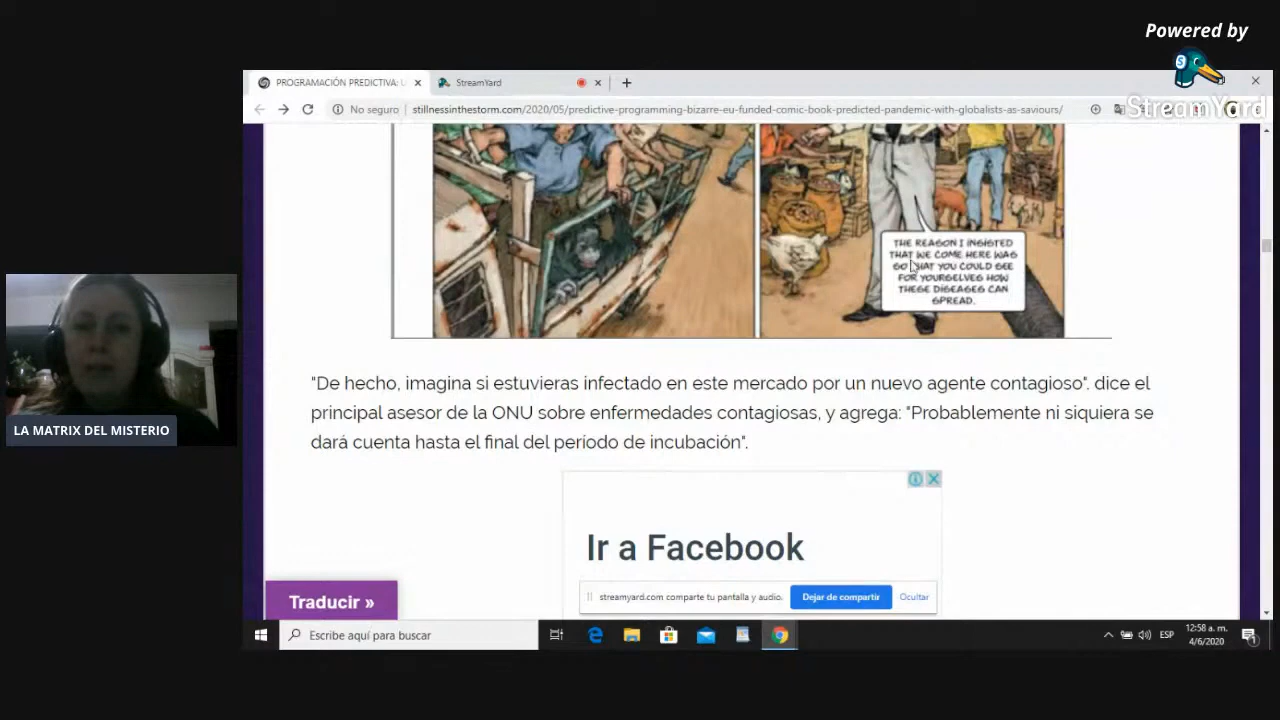 Powered by
StreamYard
PROGRAMACIÓN PREDICTIVA: U
StreamYard
No seguro
stillnessinthestorm.com/2020/05/predictive-programming-bizarre-eu-funded-comic-book-predicted-pandemic-with-globalists-as-saviours/
THE REASON I INSISTED
THAT WE COME HERE WAS
SO THAT YOU COULD SEE
FOR YOURSELVES HOW
THESE DISEASES CAN
SPREAD.
"De hecho, imagina si estuvieras infectado en este mercado por un nuevo agente contagioso", dice el
principal asesor de la ONU sobre enfermedades contagiosas, y agrega: "Probablemente ni siquiera se
dará cuenta hasta el final del período de incubación".
LA MATRIX DEL MISTERIO
Ir a Facebook
streamyard.com comparte tu pantalla y audio.
Dejar de compartir
Ocultar
Traducir »
Escribe aquí para buscar
ESP
12:58 a. m.
4/6/2020